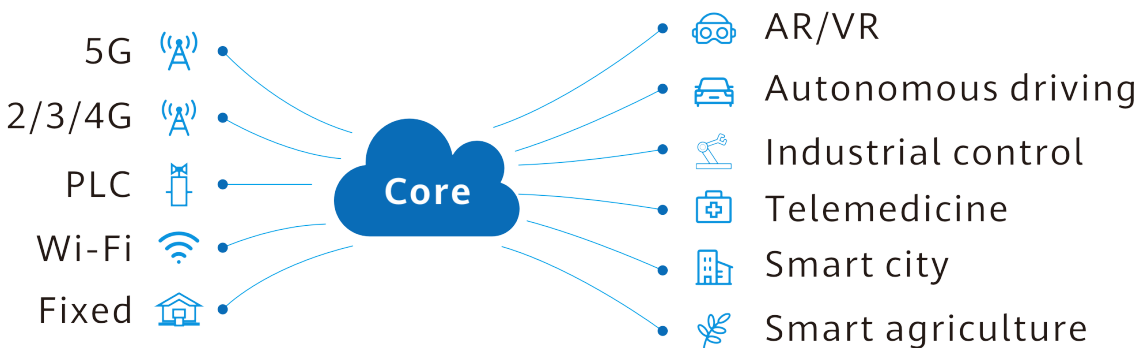 5G
2/3/4G
PLC
Wi-Fi
Fixed
Core
AR/VR
Autonomous driving
Industrial control
Telemedicine
Smart city
Smart agriculture